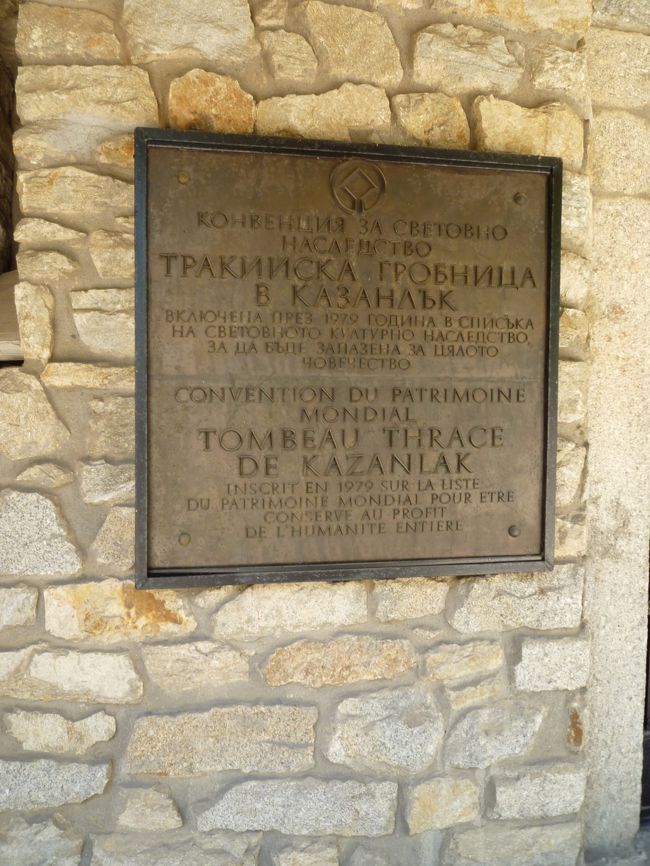 КОНВЕНЦИЯ ЗА СВЕТОВНО
НАСЛЕДСТВО
ТРАКИЙСКА ГРОБНИЦА
В КАЗАНЛЪК
ВКЛЮЧЕНА ПРЕЗ 1979 ГОДИНА В СПИСЪКА
НА СВЕТОВНОТО КУЛТУРНО НАСЛЕДСТВО,
ЗА ДА БЪДЕ ЗАПАЗЕНА ЗА ЦЯЛОТО
ЧОВЕЧЕСТВО
CONVENTION DU PATRIMOINE
MONDIAL
TOMBEAU THRACE
DE KAZANLAK
INSCRIT EN 1979 SUR LA LISTE
DU PATRIMOINE MONDIAL POUR ETRE
CONSERVE AU PROFIT
DE L'HUMANITE ENTIERE